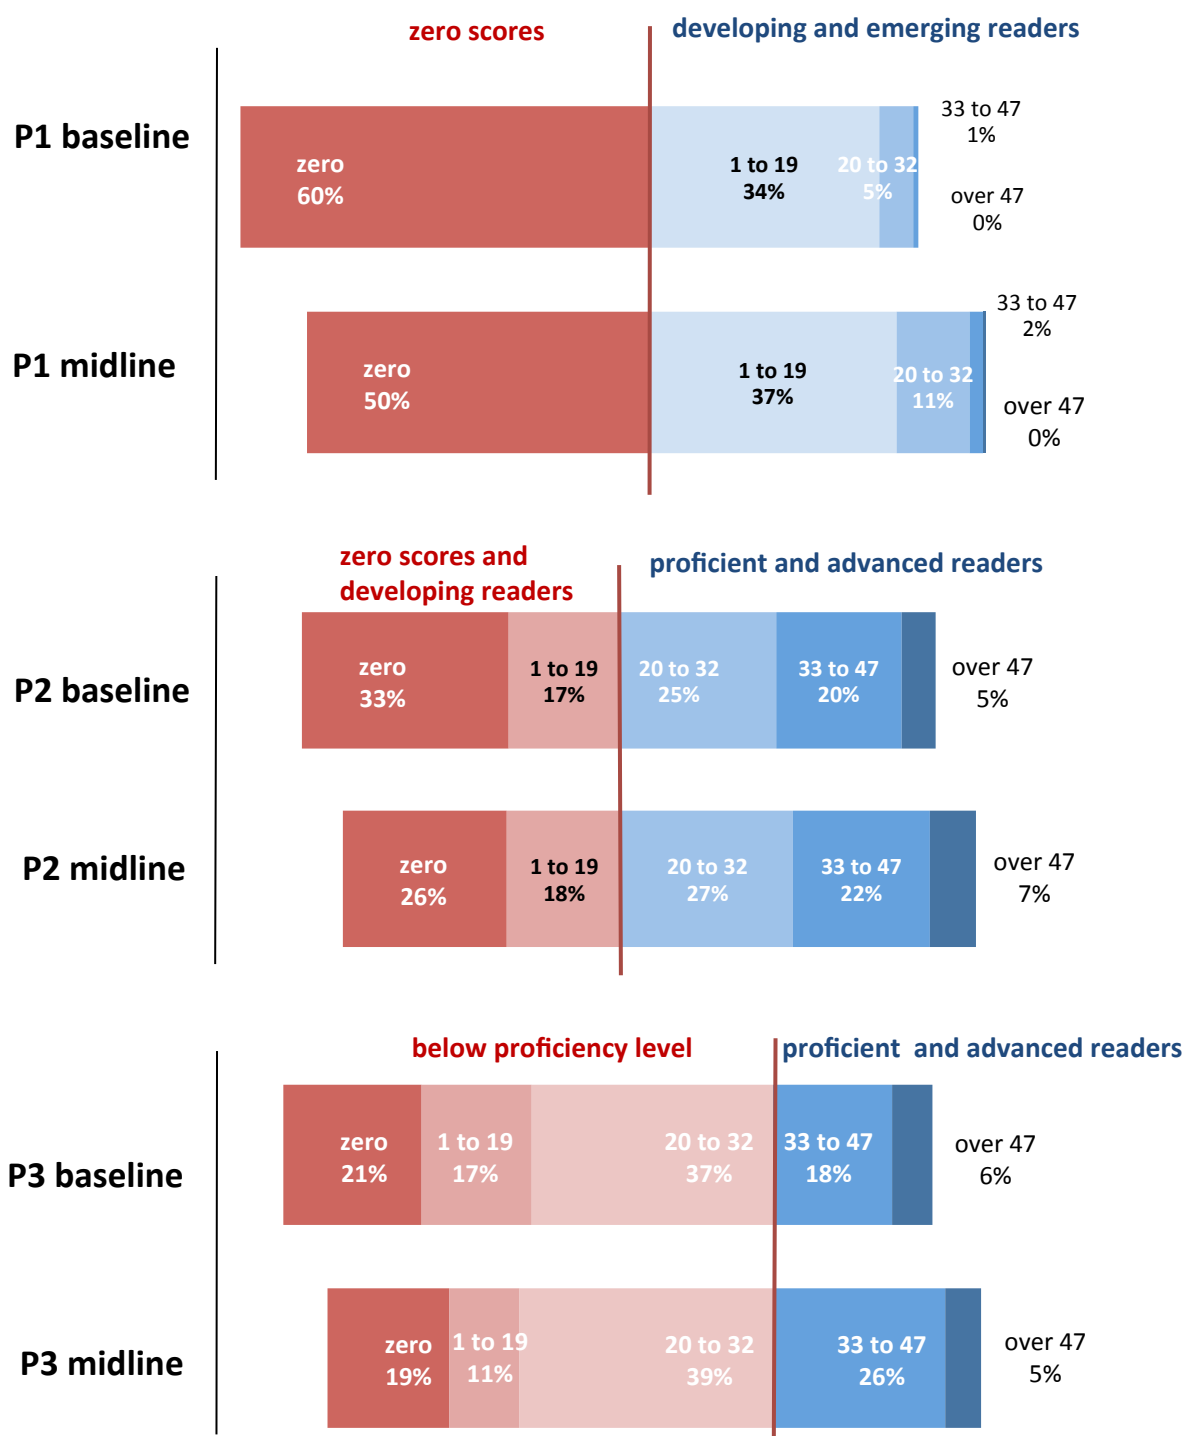 zero scores
developing and emerging readers
P1 baseline
zero
60%
1 to 19
34%
20 to 32
5%
33 to 47
1%
over 47
0%
P1 midline
zero
50%
1 to 19
37%
20 to 32
11%
33 to 47
2%
over 47
0%
zero scores and
developing readers
proficient and advanced readers
P2 baseline
zero
33%
1 to 19
17%
20 to 32
25%
33 to 47
20%
over 47
5%
P2 midline
zero
26%
1 to 19
18%
20 to 32
27%
33 to 47
22%
over 47
7%
below proficiency level
proficient and advanced readers
P3 baseline
zero
21%
1 to 19
17%
20 to 32
37%
33 to 47
18%
over 47
6%
P3 midline
zero
19%
1 to 19
11%
20 to 32
39%
33 to 47
26%
over 47
5%